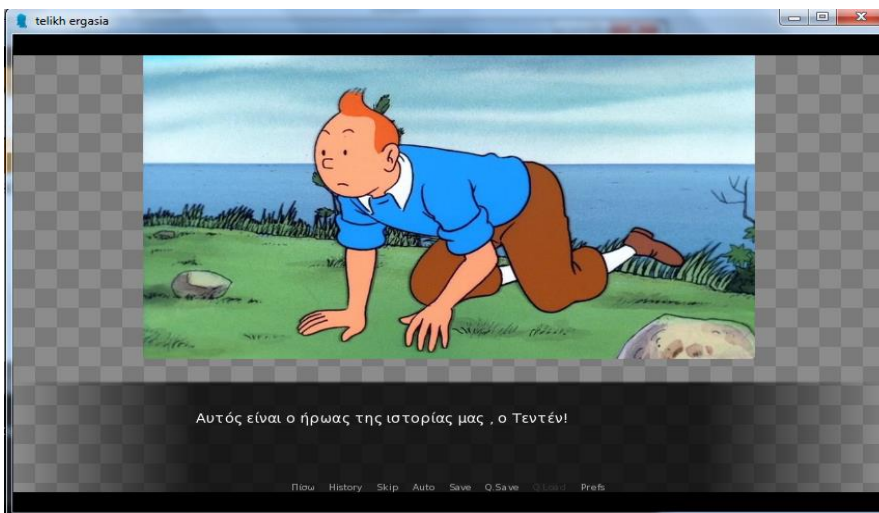 telikh ergasia
Αυτός είναι ο ήρωας της ιστορίας μας , ο Τεντέν!
Πίσω History Skip Auto Save Q.Save Q.Load Prefs